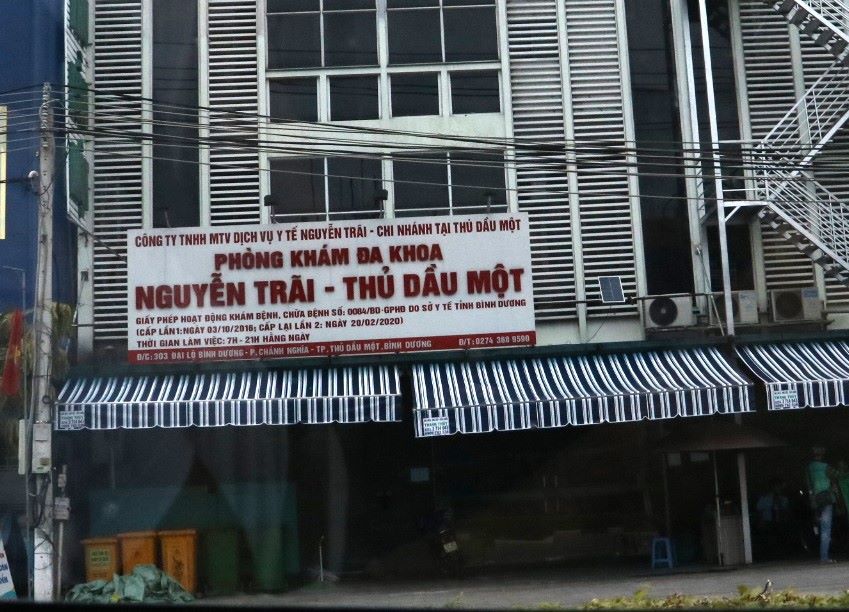 CÔNG TY TNHH MTV DỊCH VỤ Y TẾ NGUYỄN TRÃI - CHI NHÁNH TẠI THỦ DẦU MỘT
PHÒNG KHÁM ĐA KHOA
NGUYỄN TRÃI - THỦ DẦU MỘT
GIẤY PHÉP HOẠT ĐỘNG KHÁM BỆNH, CHỮA BỆNH SỐ: 0084/BD-GPHĐ DO SỞ Y TẾ TỈNH BÌNH DƯƠNG
(CẤP LẦN1:NGÀY 03/10/2016; CẤP LẠI LẦN 2: NGÀY 20/02/2020)
THỜI GIAN LÀM VIỆC: 7H - 21H HẰNG NGÀY
Đ/C: 303 ĐẠI LỘ BÌNH DƯƠNG - P. CHÁNH NGHĨA - TP. THỦ DẦU MỘT, BÌNH DƯƠNG Đ/T: 0274 368 9590